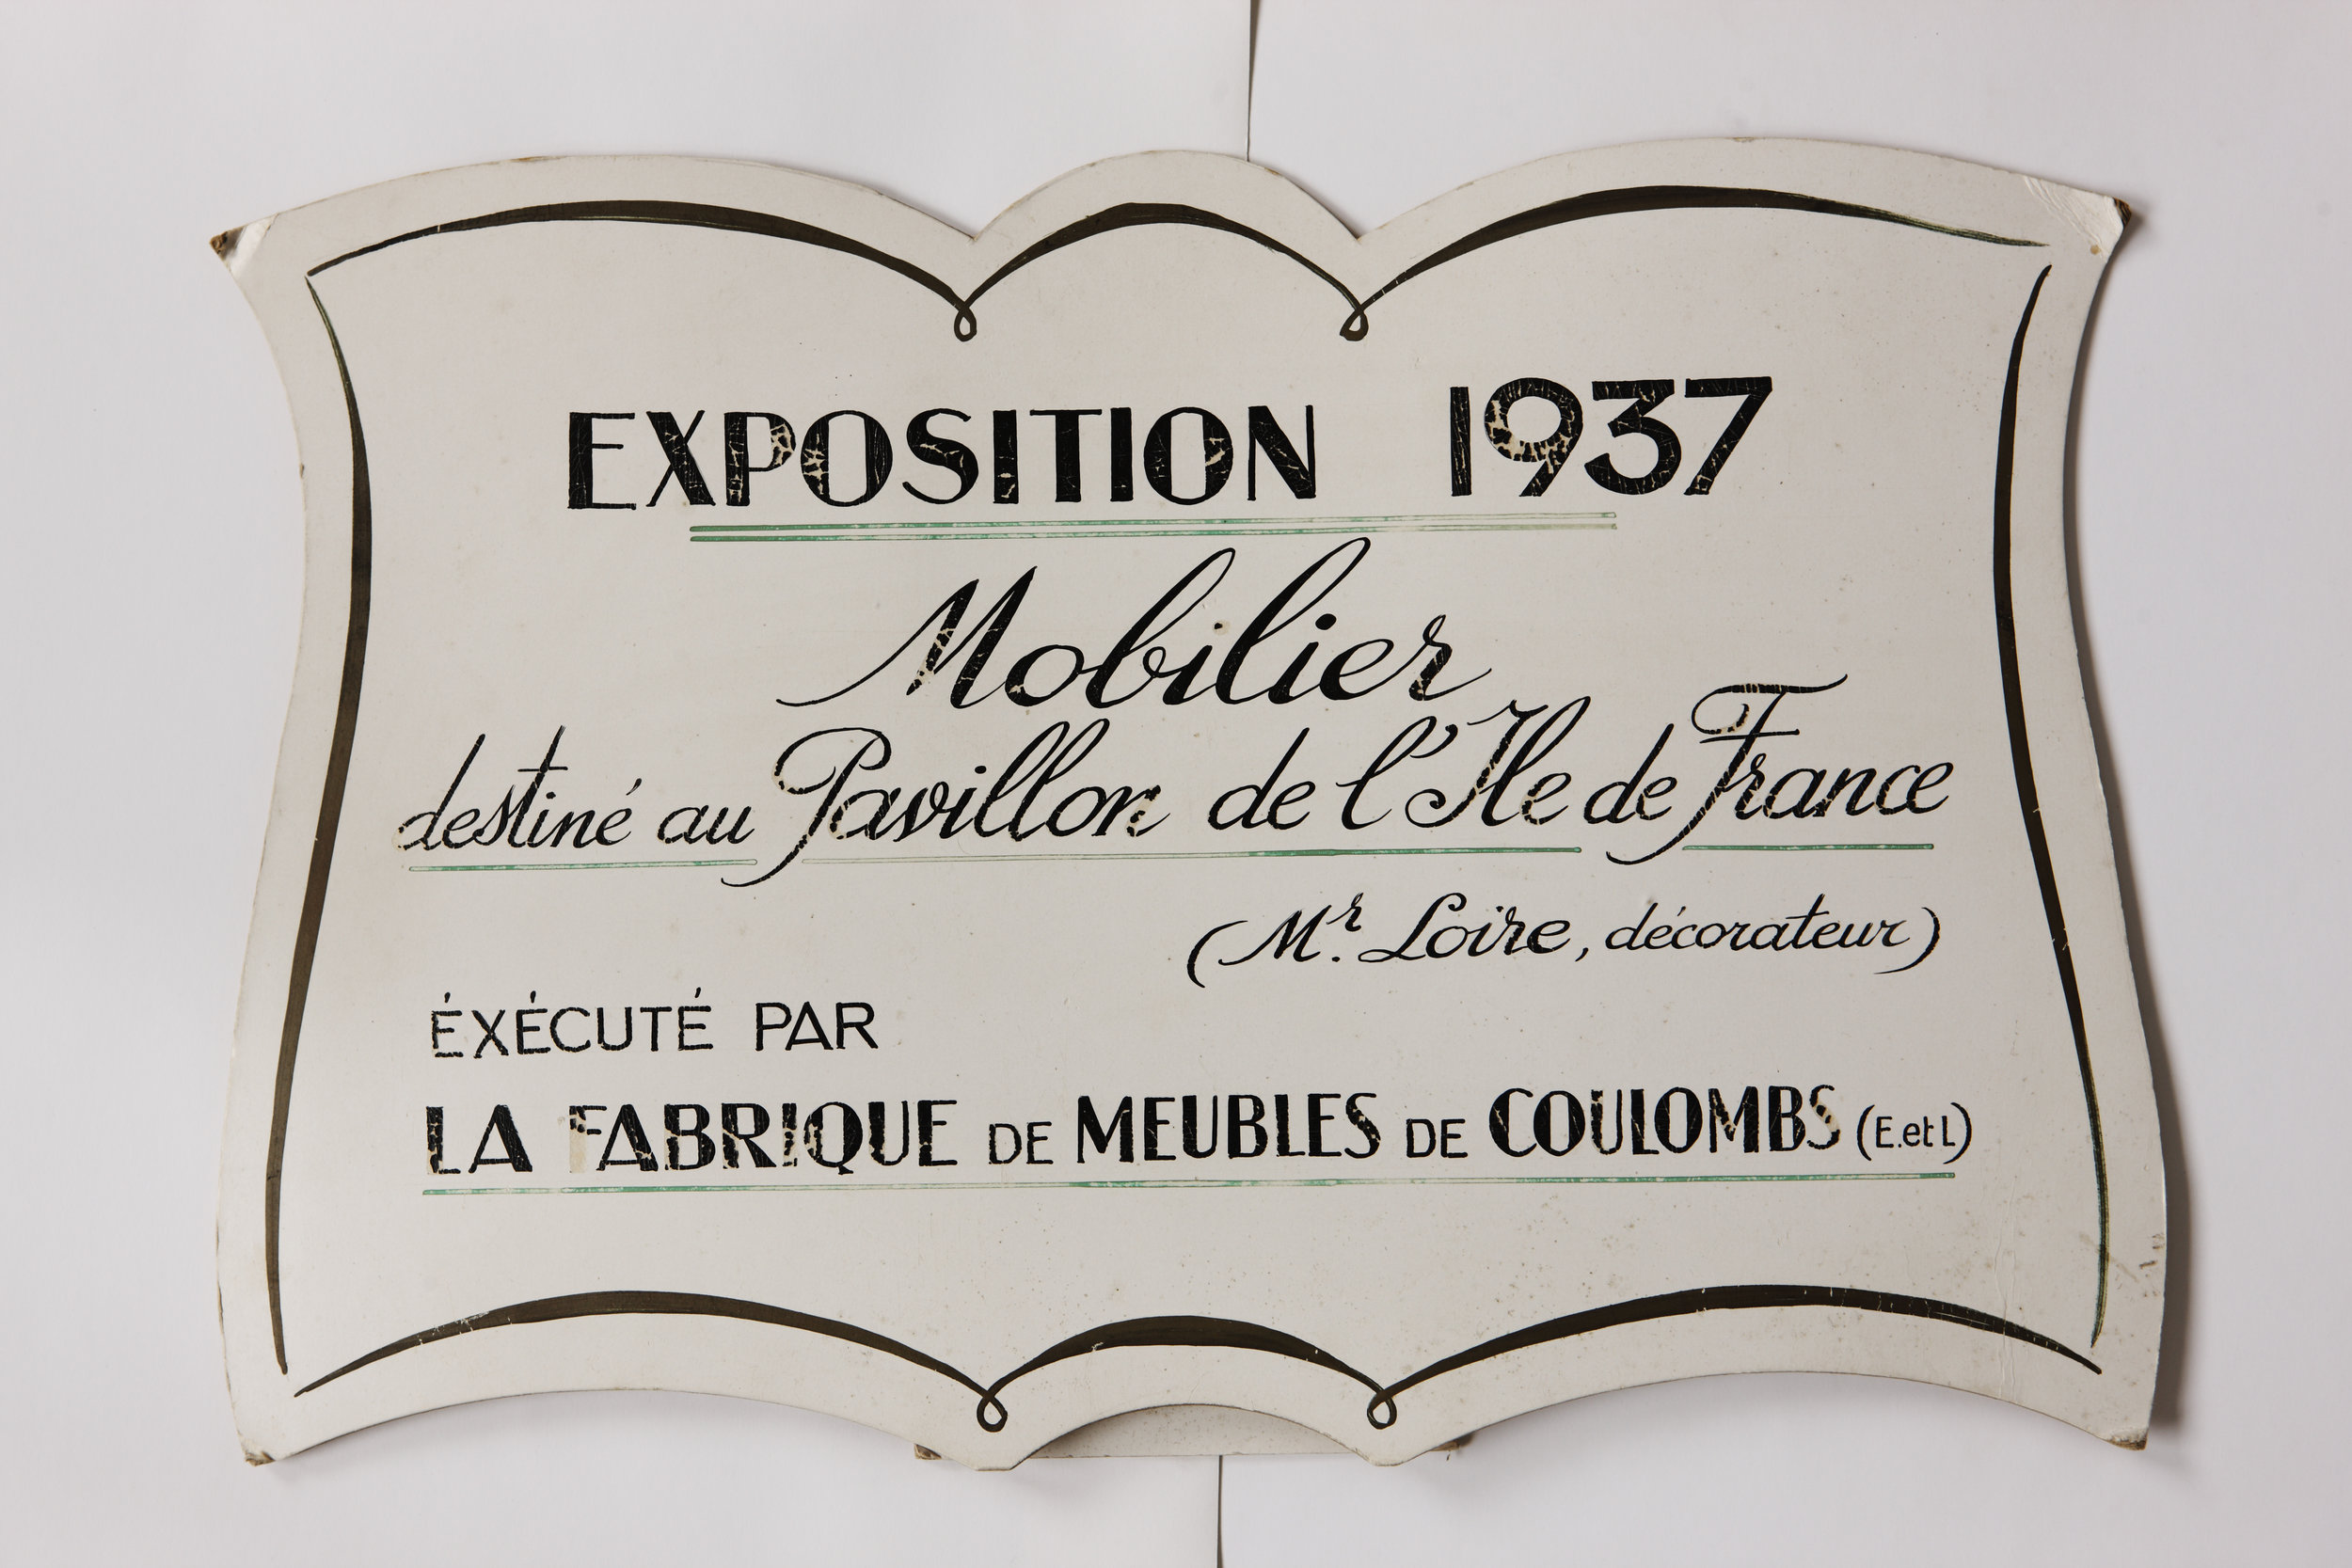 EXPOSITION 1937
Mobilier
destiné au Pavillon de l'Ile de France
(Mr. Loire, décorateur)
ÉXÉCUTÉ PAR
LA FABRIQUE DE MEUBLES DE COULOMBS (E.et L)